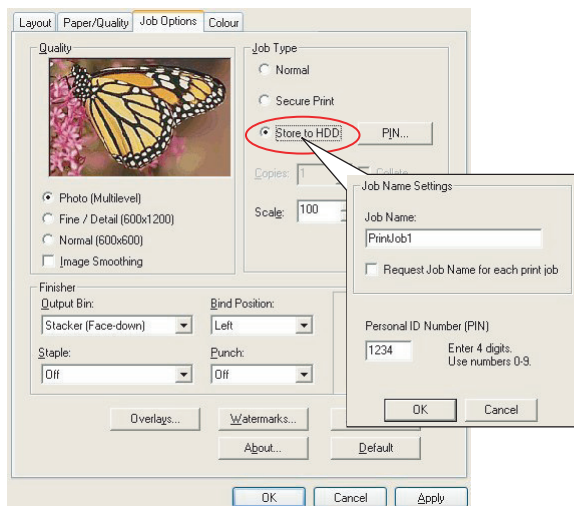 Layout Paper/Quality Job Options Colour
Quality
Photo (Multilevel)
Fine / Detail (600x1200)
Normal (600x600)
Image Smoothing
Job Type
Normal
Secure Print
Store to HDD PIN...
Copies: 1 Collate
Scale: 100
Job Name Settings
Job Name:
PrintJob1
Request Job Name for each print job
Personal ID Number (PIN)
1234 Enter 4 digits.
Use numbers 0-9.
OK Cancel
Finisher
Output Bin: Bind Position:
Stacker (Face-down) Left
Staple: Punch:
Off Off
Overlays... Watermarks...
About... Default
OK Cancel Apply